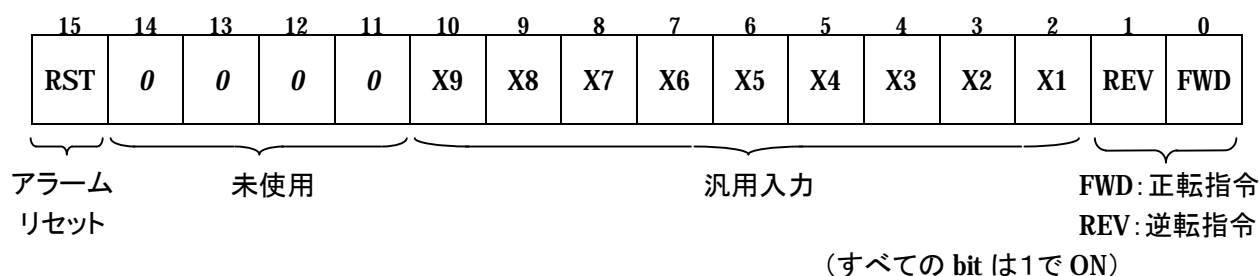 15 14 13 12 11 10 9 8 7 6 5 4 3 2 1 0
RST 0 0 0 0 X9 X8 X7 X6 X5 X4 X3 X2 X1 REV FWD
アラーム 未使用 汎用入力 FWD:正転指令
リセット REV:逆転指令
(すべての bit は1で ON)